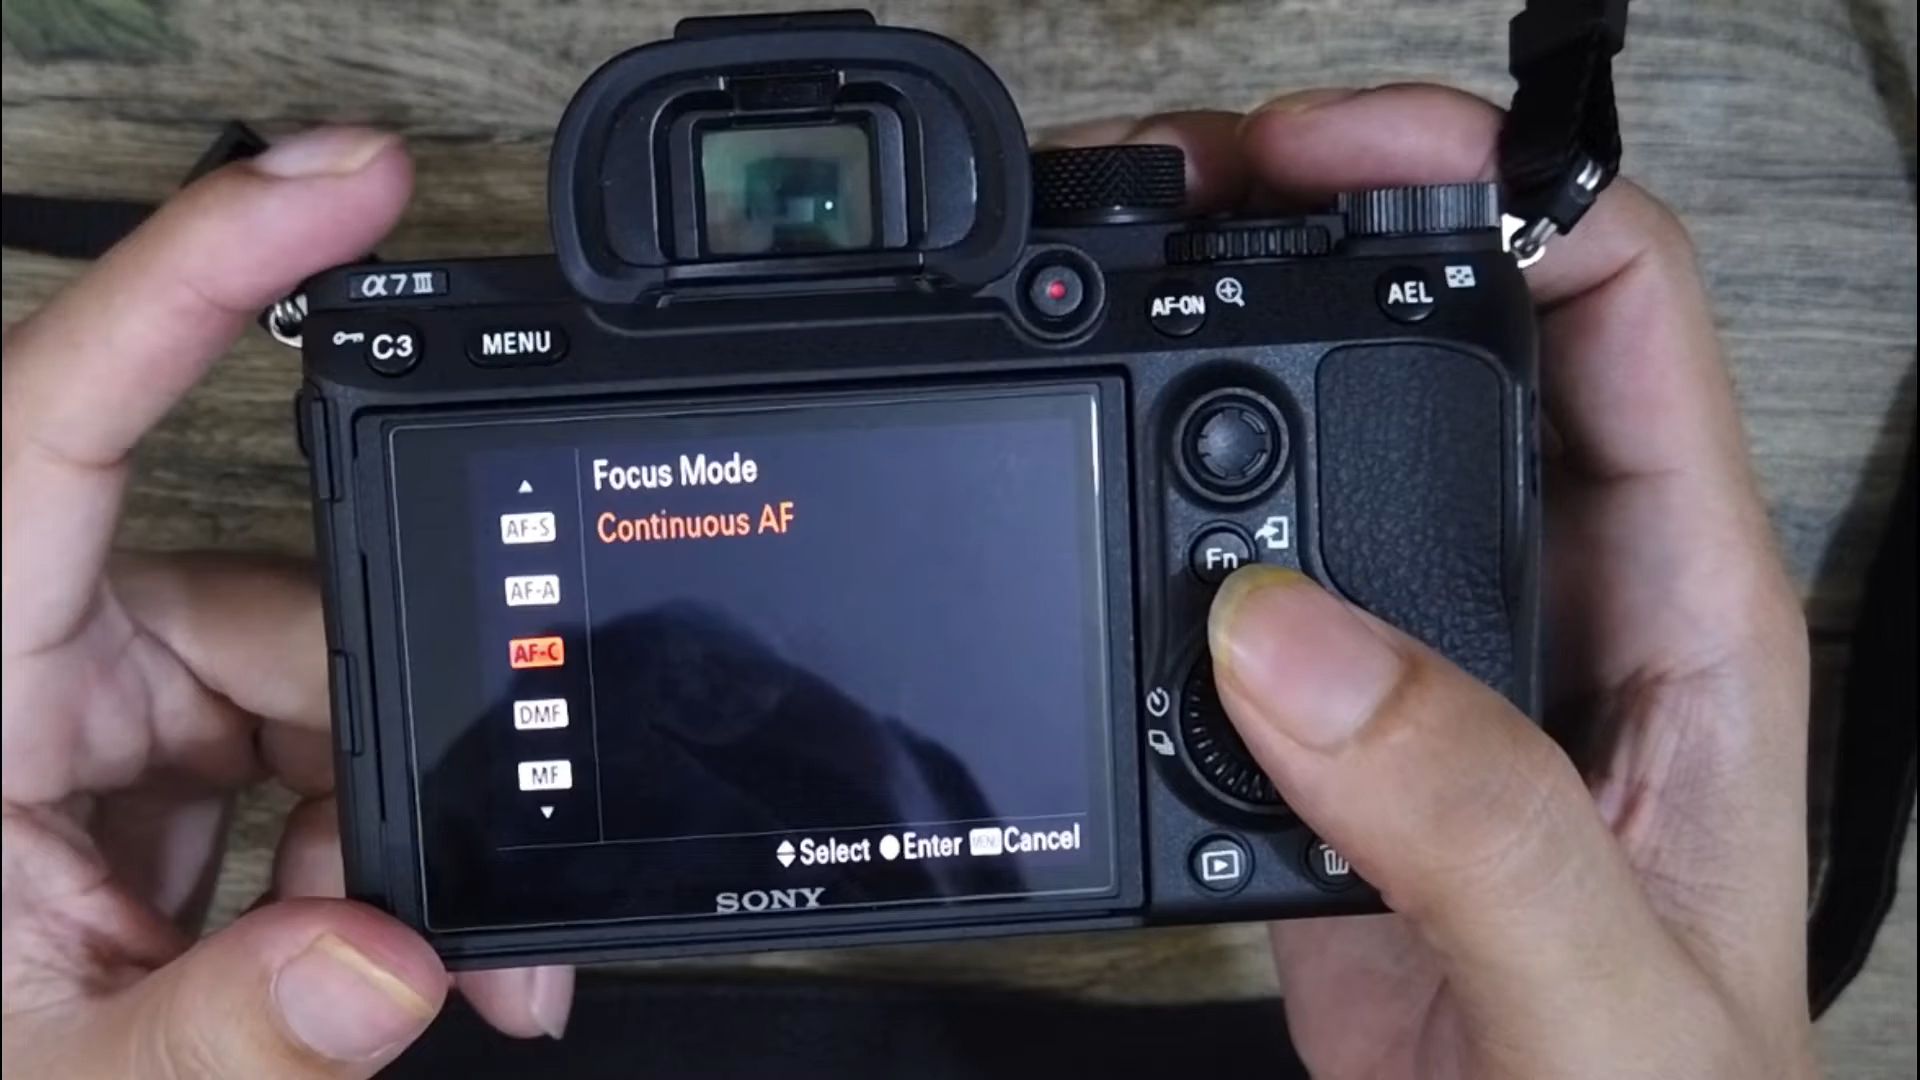 α7 III
C3
MENU
AF-ON
AEL
Focus Mode
Continuous AF
AF-S
AF-A
AF-C
DMF
MF
Fn
Select Enter MENU Cancel
SONY